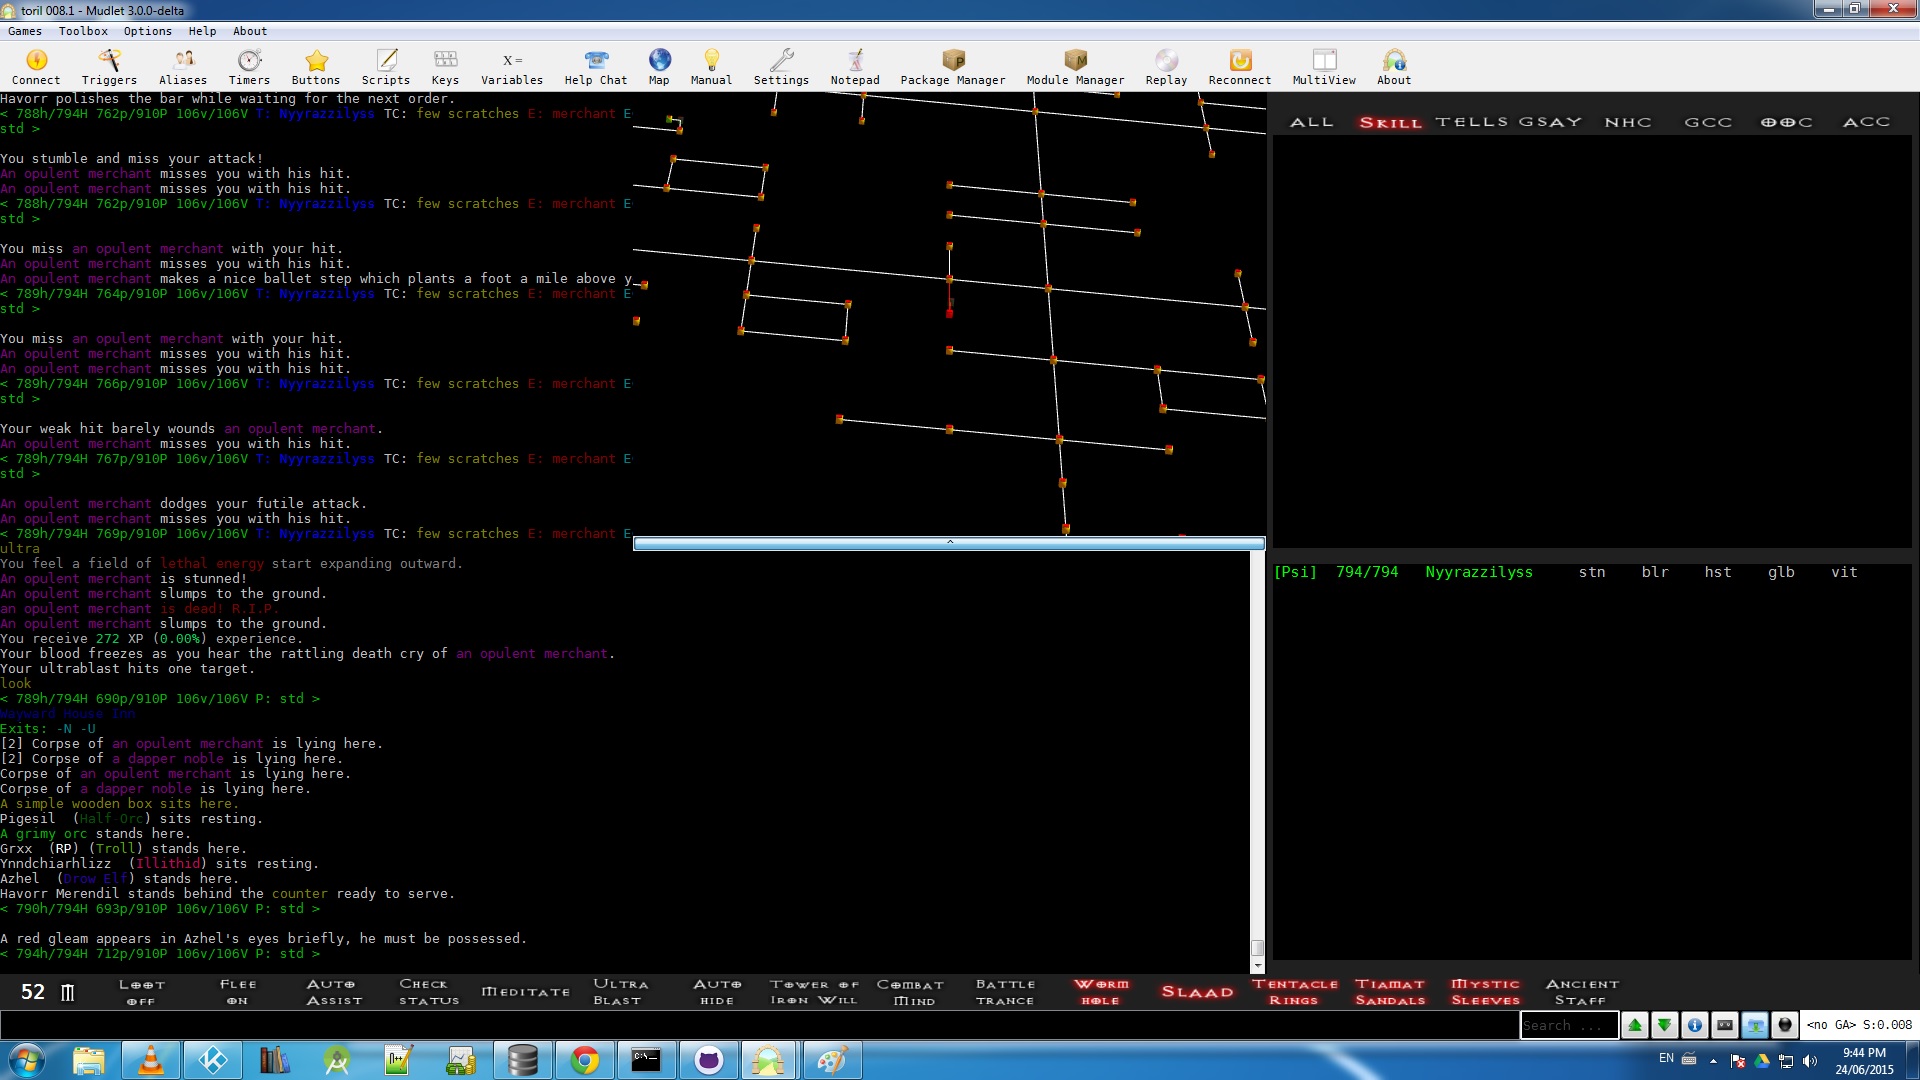 toril 008.1 - Mudlet 3.0.0-delta
Games Toolbox Options Help About
Connect Triggers Aliases Timers Buttons Scripts Keys Variables Help Chat Map Manual Settings Notepad Package Manager Module Manager Replay Reconnect MultiView About
X =
Havorr polishes the bar while waiting for the next order.
< 788h/794H 762p/910P 106v/106V T: Nyyrazzilyss TC: few scratches E: merchant E
std >
You stumble and miss your attack!
An opulent merchant misses you with his hit.
An opulent merchant misses you with his hit.
< 788h/794H 762p/910P 106v/106V T: Nyyrazzilyss TC: few scratches E: merchant E
std >
You miss an opulent merchant with your hit.
An opulent merchant misses you with his hit.
An opulent merchant makes a nice ballet step which plants a foot a mile above y
< 789h/794H 764p/910P 106v/106V T: Nyyrazzilyss TC: few scratches E: merchant E
std >
You miss an opulent merchant with your hit.
An opulent merchant misses you with his hit.
An opulent merchant misses you with his hit.
< 789h/794H 766p/910P 106v/106V T: Nyyrazzilyss TC: few scratches E: merchant E
std >
Your weak hit barely wounds an opulent merchant.
An opulent merchant misses you with his hit.
< 789h/794H 767p/910P 106v/106V T: Nyyrazzilyss TC: few scratches E: merchant E
std >
An opulent merchant dodges your futile attack.
An opulent merchant misses you with his hit.
< 789h/794H 769p/910P 106v/106V T: Nyyrazzilyss TC: few scratches E: merchant E
ultra
You feel a field of lethal energy start expanding outward.
An opulent merchant is stunned!
An opulent merchant slumps to the ground.
an opulent merchant is dead! R.I.P.
An opulent merchant slumps to the ground.
You receive 272 XP (0.00%) experience.
Your blood freezes as you hear the rattling death cry of an opulent merchant.
Your ultrablast hits one target.
look
< 789h/794H 690p/910P 106v/106V P: std >
Wayward House Inn
Exits: -N -U
[2] Corpse of an opulent merchant is lying here.
[2] Corpse of a dapper noble is lying here.
Corpse of an opulent merchant is lying here.
Corpse of a dapper noble is lying here.
A simple wooden box sits here.
Pigesil (Half-Orc) sits resting.
A grimy orc stands here.
Grxx (RP) (Troll) stands here.
Ynndchiarhlizz (Illithid) sits resting.
Azhel (Drow Elf) stands here.
Havorr Merendil stands behind the counter ready to serve.
< 790h/794H 693p/910P 106v/106V P: std >
A red gleam appears in Azhel's eyes briefly, he must be possessed.
< 794h/794H 712p/910P 106v/106V P: std >
ALL SKILL TELLS GSAY NHC GCC OOC ACC
[Psi] 794/794 Nyyrazzilyss stn blr hst glb vit
52 LOOT OFF FLEE ON AUTO ASSIST CHECK STATUS MEDITATE ULTRA BLAST AUTO HIDE TOWER OF IRON WILL COMBAT MIND BATTLE TRANCE WORM HOLE SLAAD TENTACLE RINGS TIAMAT SANDALS MYSTIC SLEEVES ANCIENT STAFF
Search ...
<no GA> S:0.008
EN
9:44 PM
24/06/2015